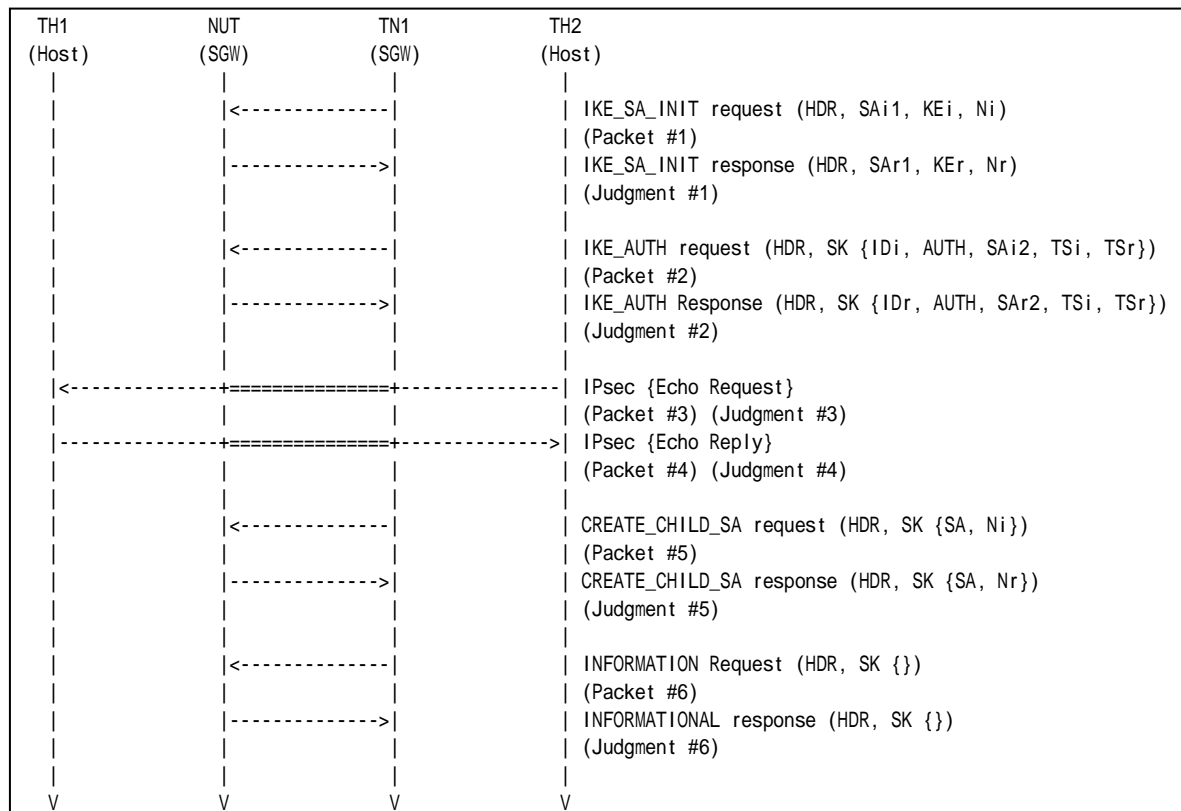 TH1 NUT TN1 TH2
(Host) (SGW) (SGW) (Host)
| | | |
| |<--------------| | IKE_SA_INIT request (HDR, SAi1, KEi, Ni)
| | | | (Packet #1)
| |-------------->| | IKE_SA_INIT response (HDR, SAr1, KEr, Nr)
| | | | (Judgment #1)
| | | |
| |<--------------| | IKE_AUTH request (HDR, SK {IDi, AUTH, SAi2, TSi, TSr})
| | | | (Packet #2)
| |-------------->| | IKE_AUTH Response (HDR, SK {IDr, AUTH, SAr2, TSi, TSr})
| | | | (Judgment #2)
| | | |
|<--------------+===============+---------------| IPsec {Echo Request}
| | | | (Packet #3) (Judgment #3)
|---------------+===============+-------------->| IPsec {Echo Reply}
| | | | (Packet #4) (Judgment #4)
| | | |
| |<--------------| | CREATE_CHILD_SA request (HDR, SK {SA, Ni})
| | | | (Packet #5)
| |-------------->| | CREATE_CHILD_SA response (HDR, SK {SA, Nr})
| | | | (Judgment #5)
| | | |
| |<--------------| | INFORMATION Request (HDR, SK {})
| | | | (Packet #6)
| |-------------->| | INFORMATIONAL response (HDR, SK {})
| | | | (Judgment #6)
| | | |
V V V V